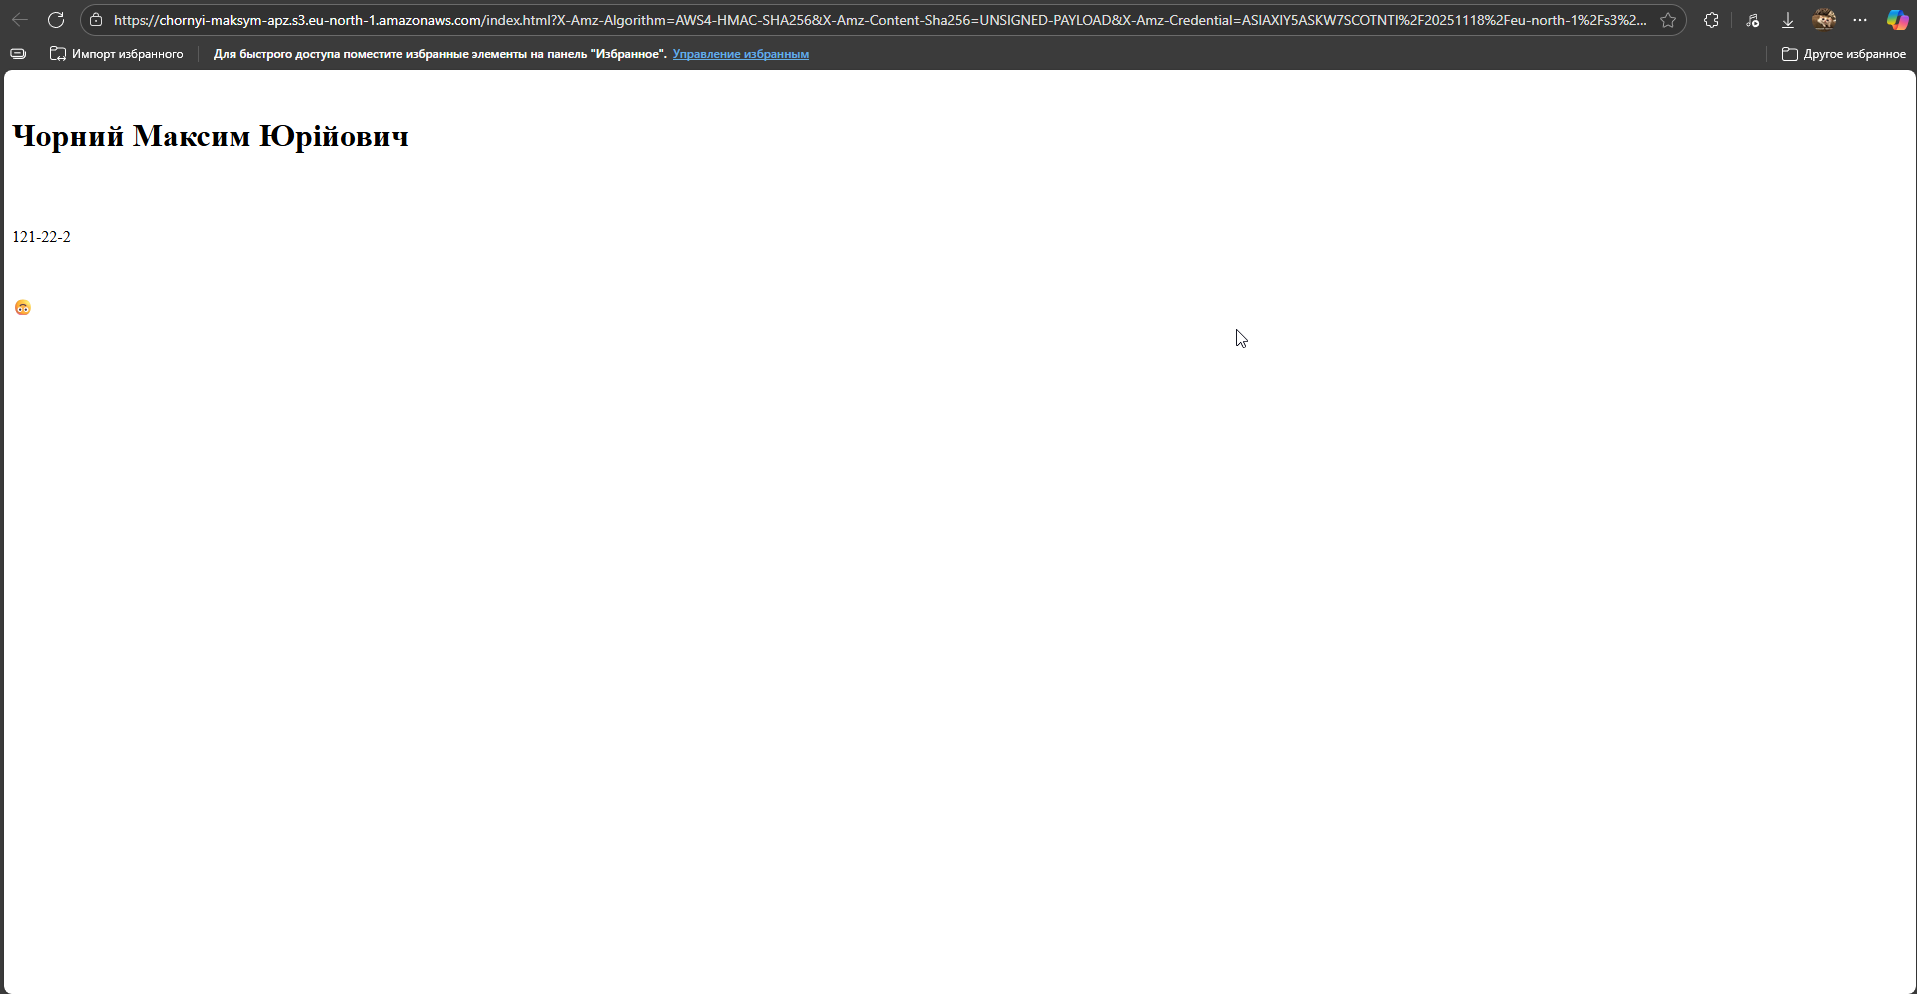 https://chornyi-maksym-apz.s3.eu-north-1.amazonaws.com/index.html?X-Amz-Algorithm=AWS4-HMAC-SHA256&X-Amz-Content-Sha256=UNSIGNED-PAYLOAD&X-Amz-Credential=ASIAXIY5ASKW7SCOTNTI%2F20251118%2Feu-north-1%2Fs3%2...
Импорт избранного Для быстрого доступа поместите избранные элементы на панель "Избранное". Управление избранным Другое избранное
Чорний Максим Юрійович
121-22-2
🙃